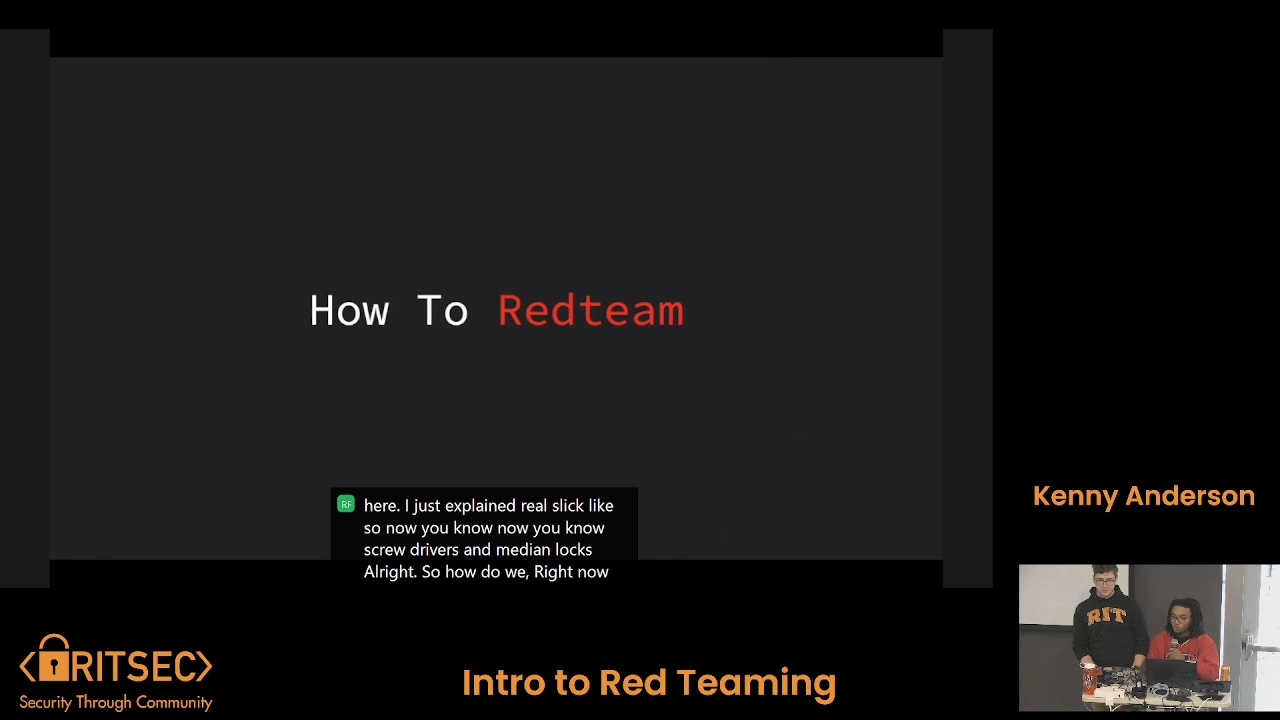 How To Redteam
RF
here. I just explained real slick like
so now you know now you know
screw drivers and median locks
Alright. So how do we, Right now
Kenny Anderson
RIT
<RITSEC>
Security Through Community
Intro to Red Teaming